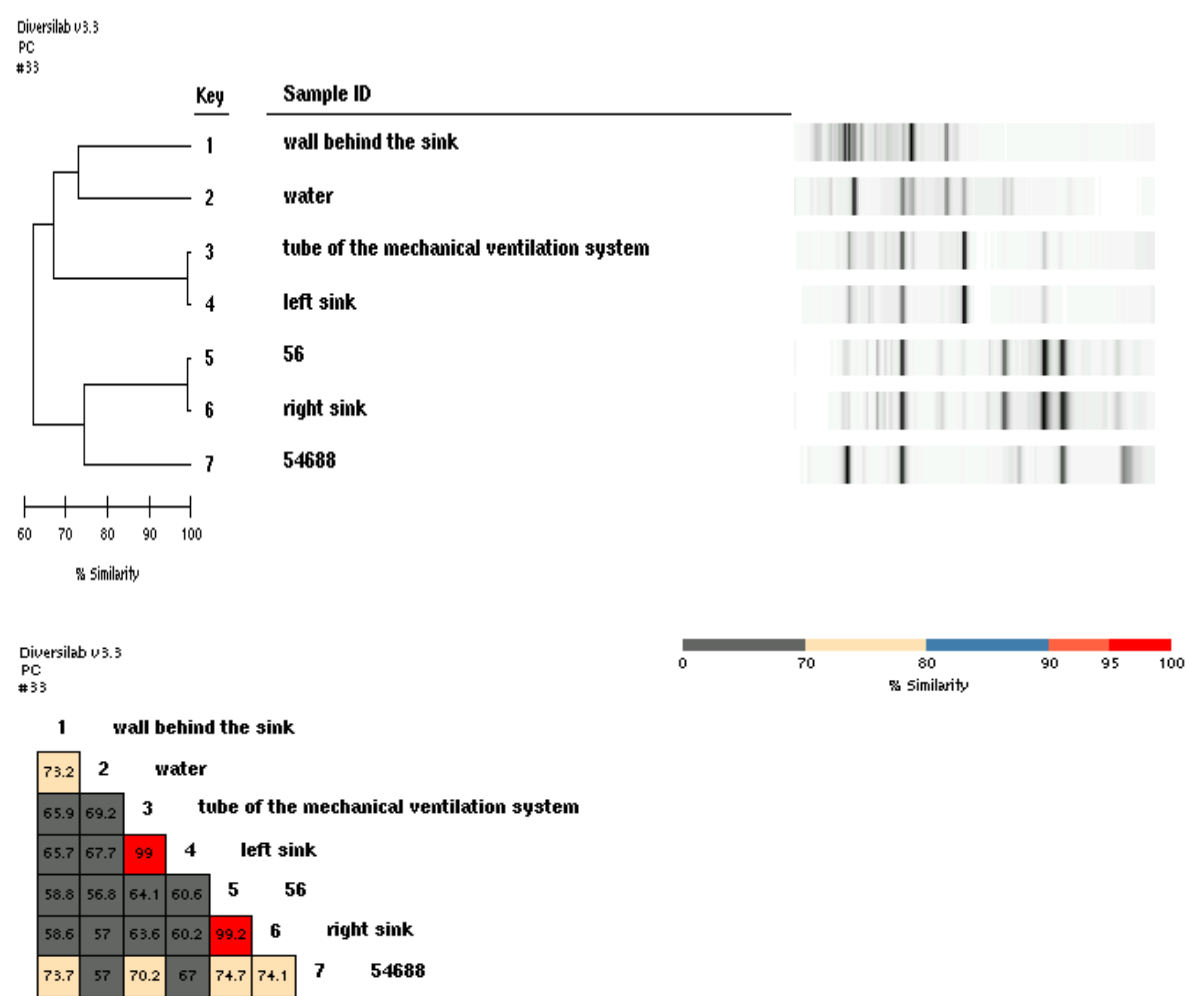 Diversilab v3.3
PC
#33
Key Sample ID
1 wall behind the sink
2 water
3 tube of the mechanical ventilation system
4 left sink
5 56
6 right sink
7 54688
60 70 80 90 100
% Similarity
Diversilab v3.3
PC
#33
0 70 80 90 95 100
% Similarity
1 wall behind the sink
73.2 2 water
65.9 69.2 3 tube of the mechanical ventilation system
65.7 67.7 99 4 left sink
58.8 56.8 64.1 60.6 5 56
58.6 57 63.6 60.2 99.2 6 right sink
73.7 57 70.2 67 74.7 74.1 7 54688